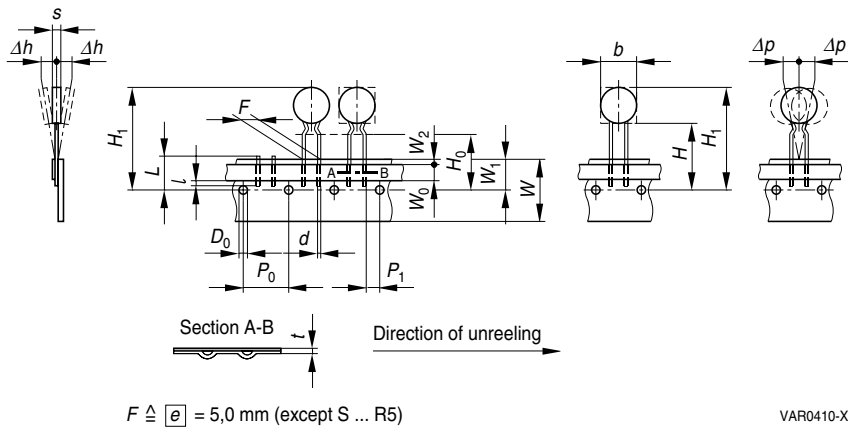 s
Δh Δh
b
Δp Δp
F
H₁
L
l
W₂
H₀
W₁
W
W₀
A B
H
H₁
H₁
D₀
d
P₀
P₁
Section A-B
t
Direction of unreeling
F ≙ e = 5,0 mm (except S ... R5)
VAR0410-X